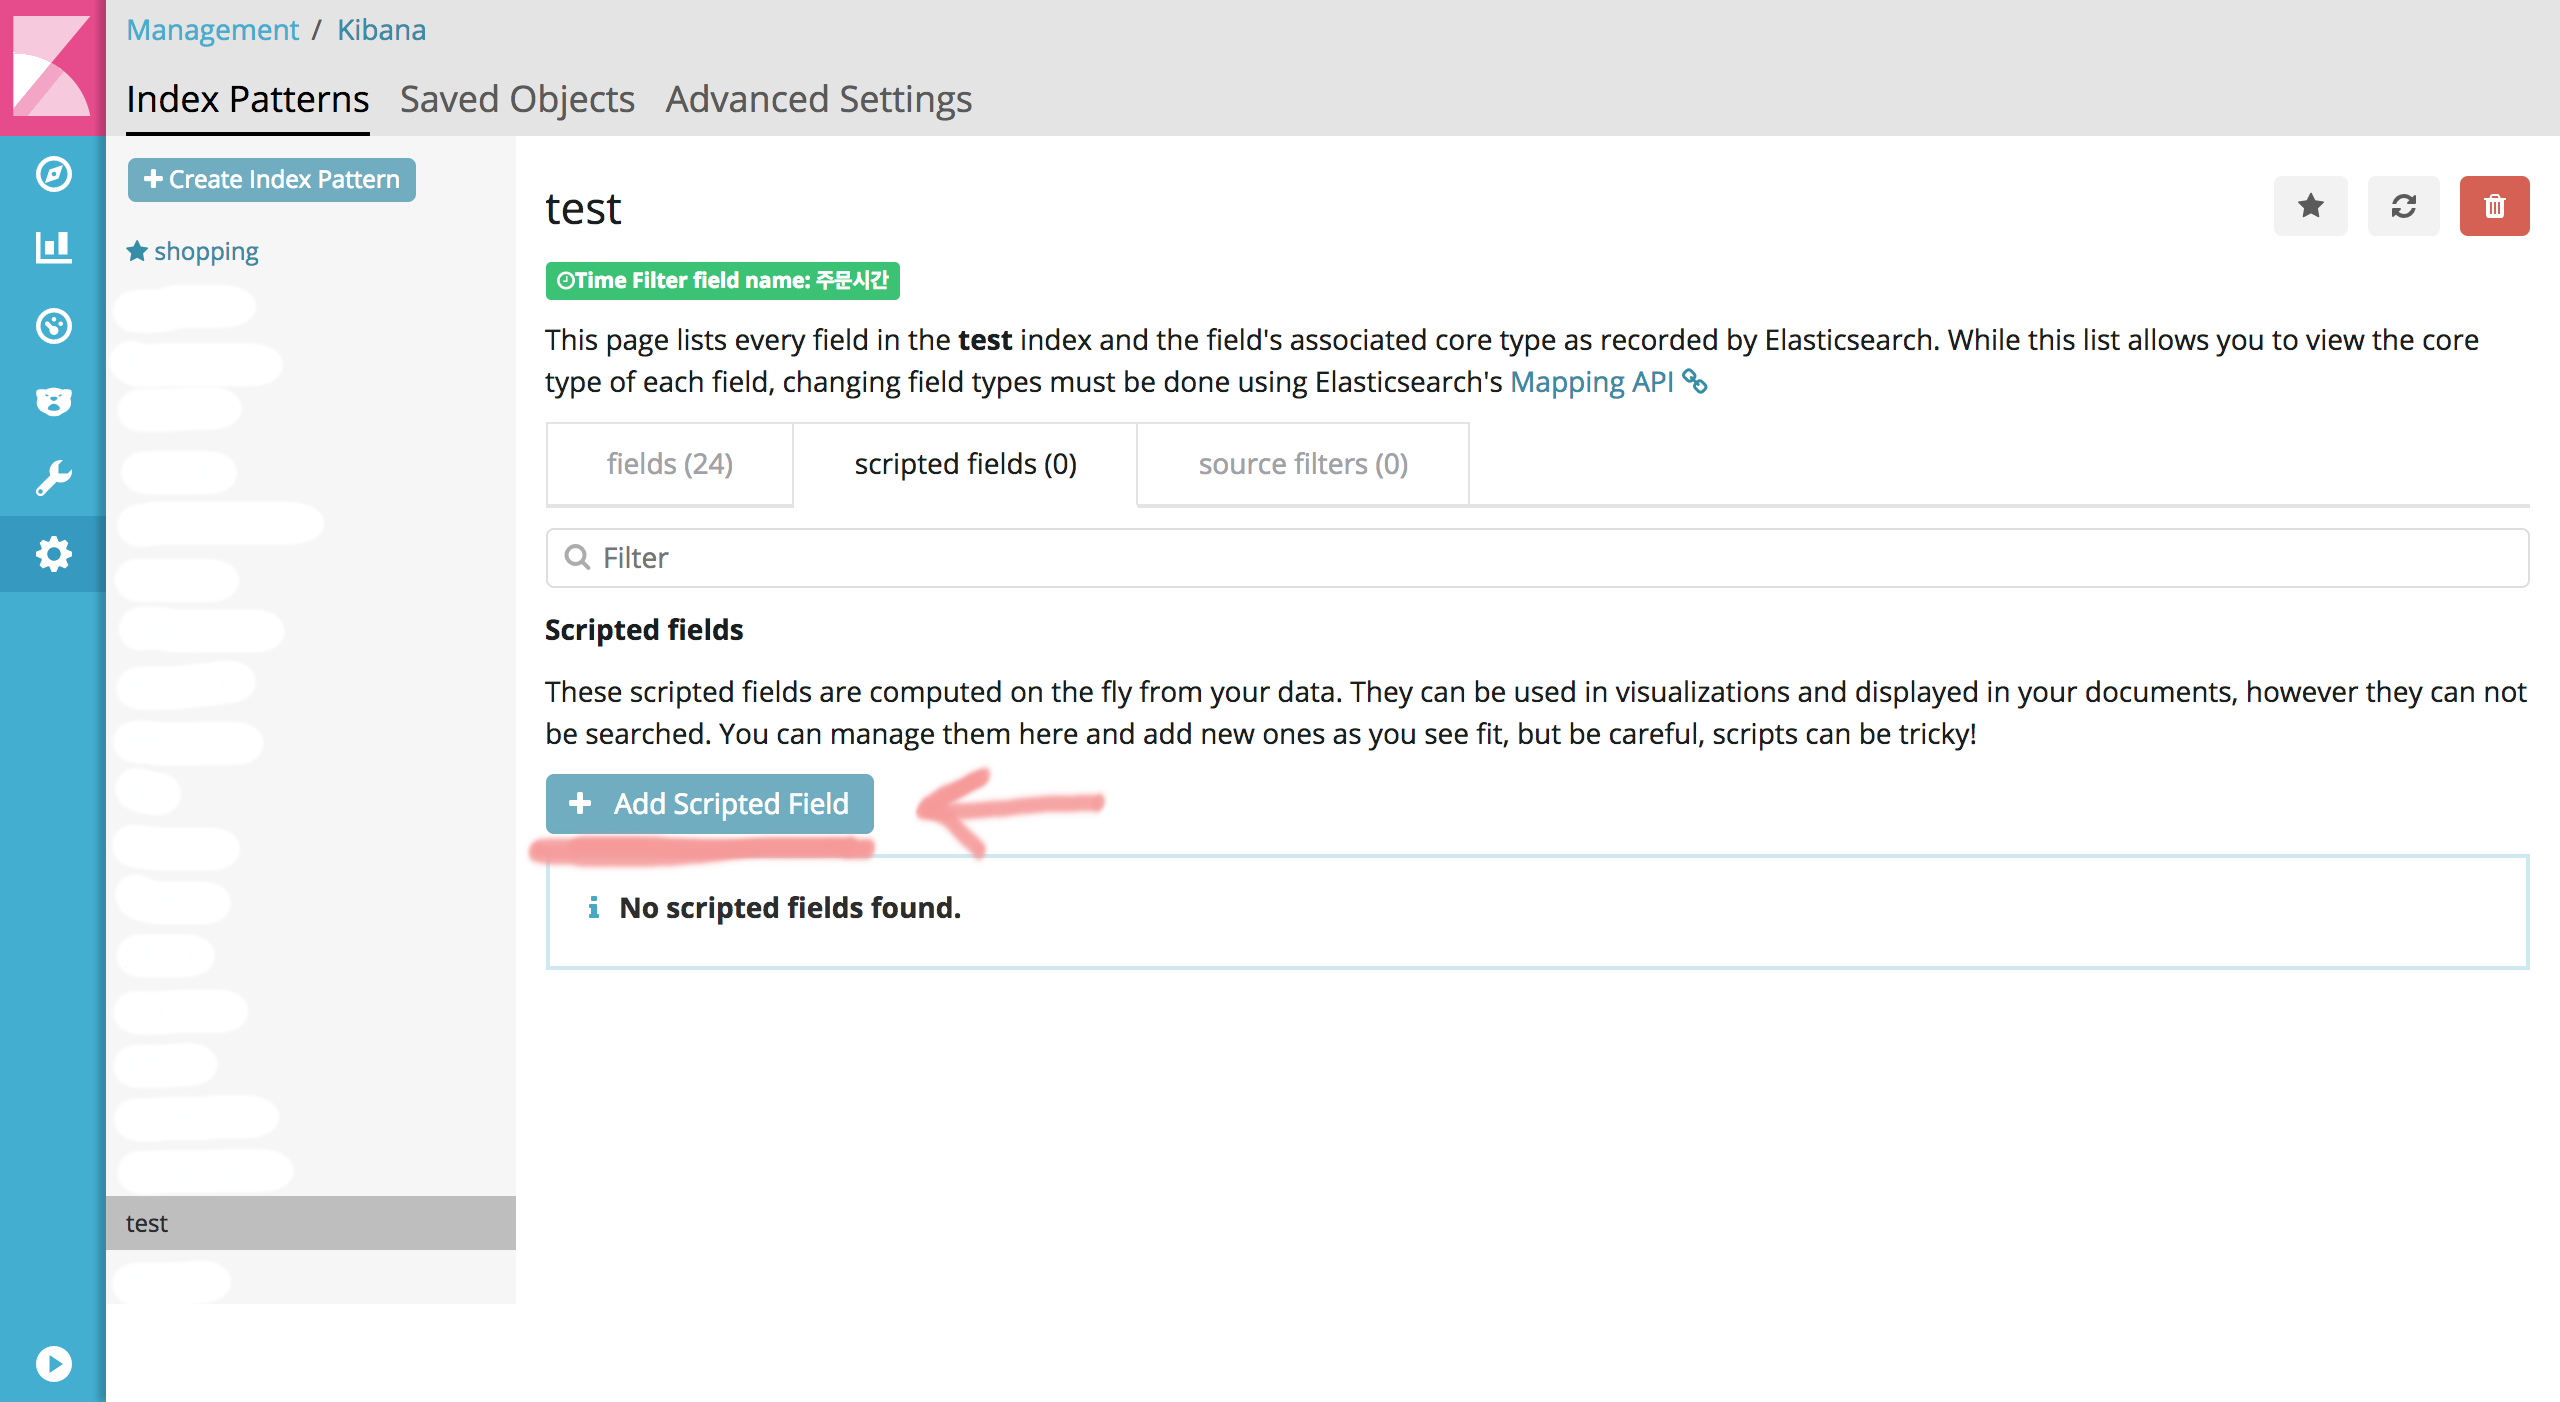 Management / Kibana
Index Patterns Saved Objects Advanced Settings
Create Index Pattern
shopping
test
test
Time Filter field name: 주문시간
This page lists every field in the test index and the field's associated core type as recorded by Elasticsearch. While this list allows you to view the core
type of each field, changing field types must be done using Elasticsearch's Mapping API
fields (24) scripted fields (0) source filters (0)
Filter
Scripted fields
These scripted fields are computed on the fly from your data. They can be used in visualizations and displayed in your documents, however they can not
be searched. You can manage them here and add new ones as you see fit, but be careful, scripts can be tricky!
Add Scripted Field
No scripted fields found.